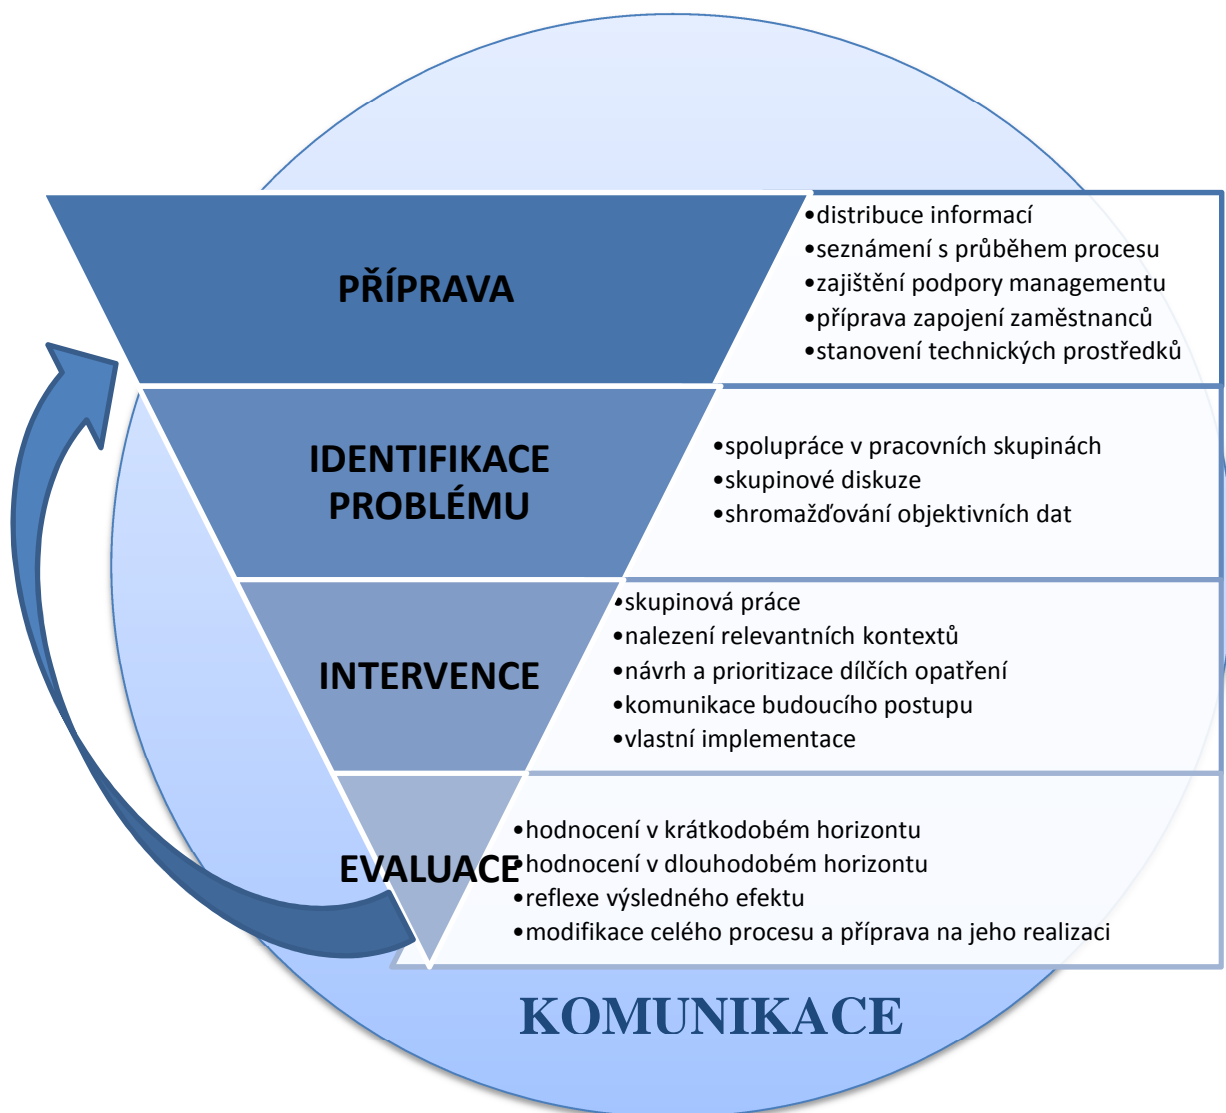 PŘÍPRAVA
•distribuce informací
•seznámení s průběhem procesu
•zajištění podpory managementu
•příprava zapojení zaměstnanců
•stanovení technických prostředků
IDENTIFIKACE
PROBLÉMU
•spolupráce v pracovních skupinách
•skupinové diskuze
•shromažďování objektivních dat
INTERVENCE
•skupinová práce
•nalezení relevantních kontextů
•návrh a prioritizace dílčích opatření
•komunikace budoucího postupu
•vlastní implementace
EVALUACE
•hodnocení v krátkodobém horizontu
•hodnocení v dlouhodobém horizontu
•reflexe výsledného efektu
•modifikace celého procesu a příprava na jeho realizaci
KOMUNIKACE